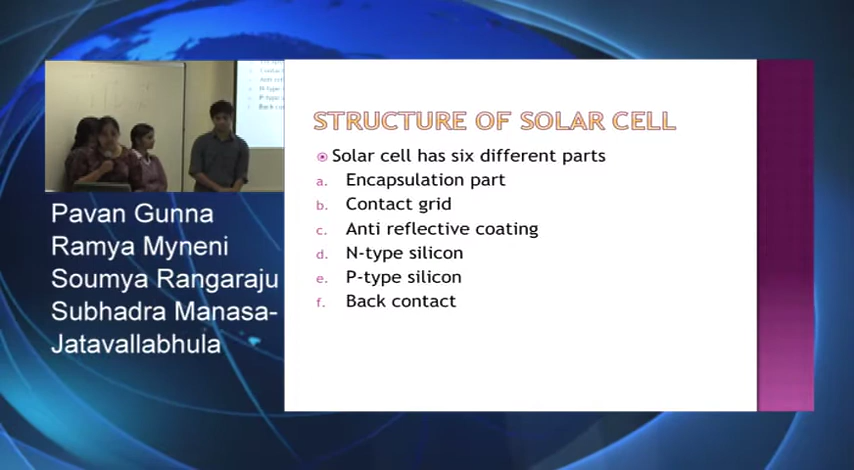 Pavan Gunna
Ramya Myneni
Soumya Rangaraju
Subhadra Manasa-
Jatavallabhula
STRUCTURE OF SOLAR CELL
Solar cell has six different parts
a. Encapsulation part
b. Contact grid
c. Anti reflective coating
d. N-type silicon
e. P-type silicon
f. Back contact